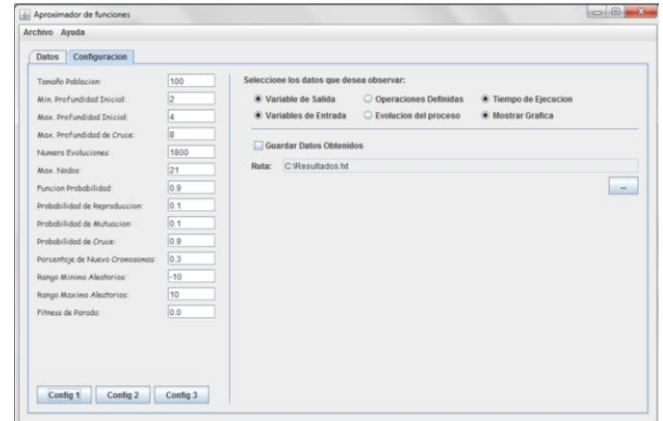 Aproximador de funciones
Archivo Ayuda
Datos Configuracion
Tamaño Poblacion: 100
Min. Profundidad Inicial: 2
Max. Profundidad Inicial: 4
Max. Profundidad de Cruce: 8
Numero Evoluciones: 1800
Max. Nodos: 21
Funcion Probabilidad: 0.9
Probabilidad de Reproduccion: 0.1
Probabilidad de Mutuacion: 0.1
Probabilidad de Cruce: 0.9
Porcentaje de Nuevo Cromosomas: 0.3
Rango Minimo Aleatorios: -10
Rango Maximo Aleatorios: 10
Fitness de Parada: 0.0
Config 1 Config 2 Config 3
Seleccione los datos que desea observar:
Variable de Salida Operaciones Definidas Tiempo de Ejecucion
Variables de Entrada Evolucion del proceso Mostrar Grafica
Guardar Datos Obtenidos
Ruta: C:\Resultados.txt
...